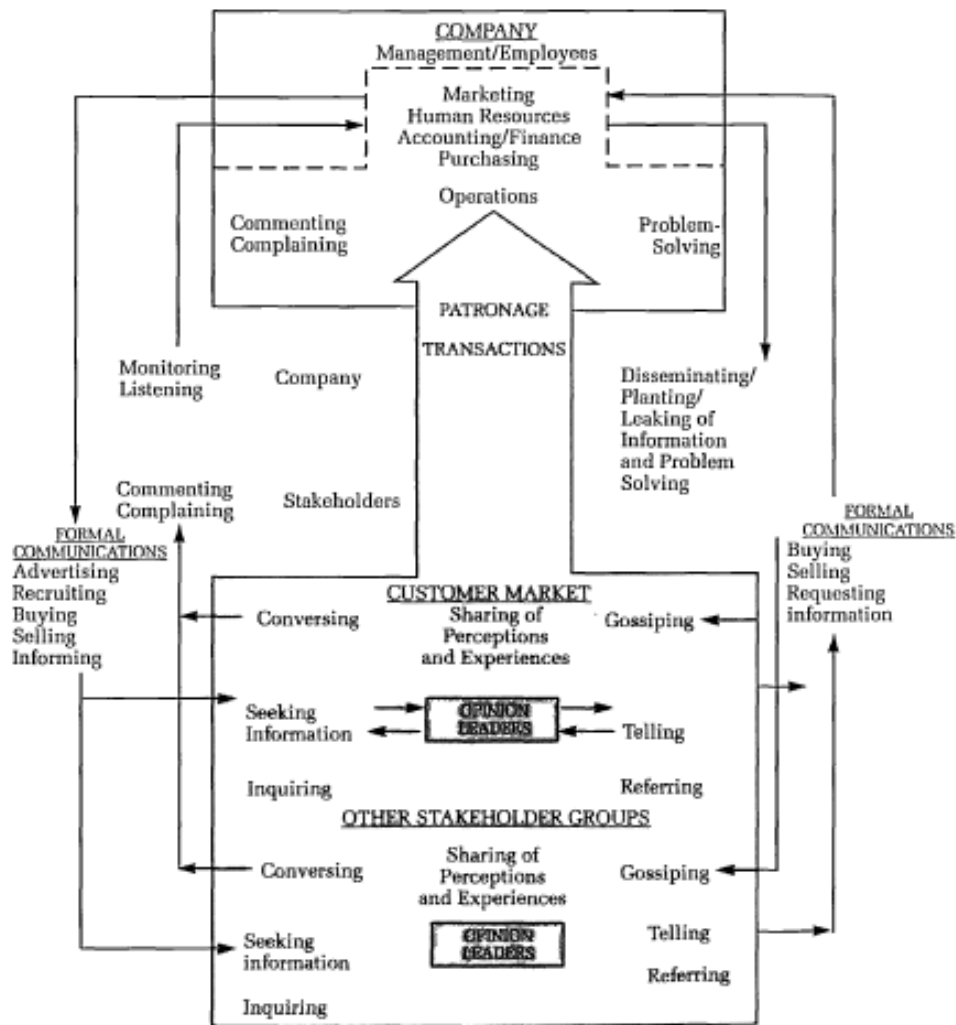 COMPANY
Management/Employees
Marketing
Human Resources
Accounting/Finance
Purchasing
Operations
Commenting
Complaining
Problem-
Solving
PATRONAGE
TRANSACTIONS
Monitoring
Listening
Company
Disseminating/
Planting/
Leaking of
Information
and Problem
Solving
Commenting
Complaining
Stakeholders
FORMAL
COMMUNICATIONS
Advertising
Recruiting
Buying
Selling
Informing
FORMAL
COMMUNICATIONS
Buying
Selling
Requesting
information
CUSTOMER MARKET
Conversing
Sharing of
Perceptions
and Experiences
Gossiping
Seeking
Information
OPINION
LEADERS
Telling
Inquiring
Referring
OTHER STAKEHOLDER GROUPS
Conversing
Sharing of
Perceptions
and Experiences
Gossiping
Seeking
information
OPINION
LEADERS
Telling
Referring
Inquiring